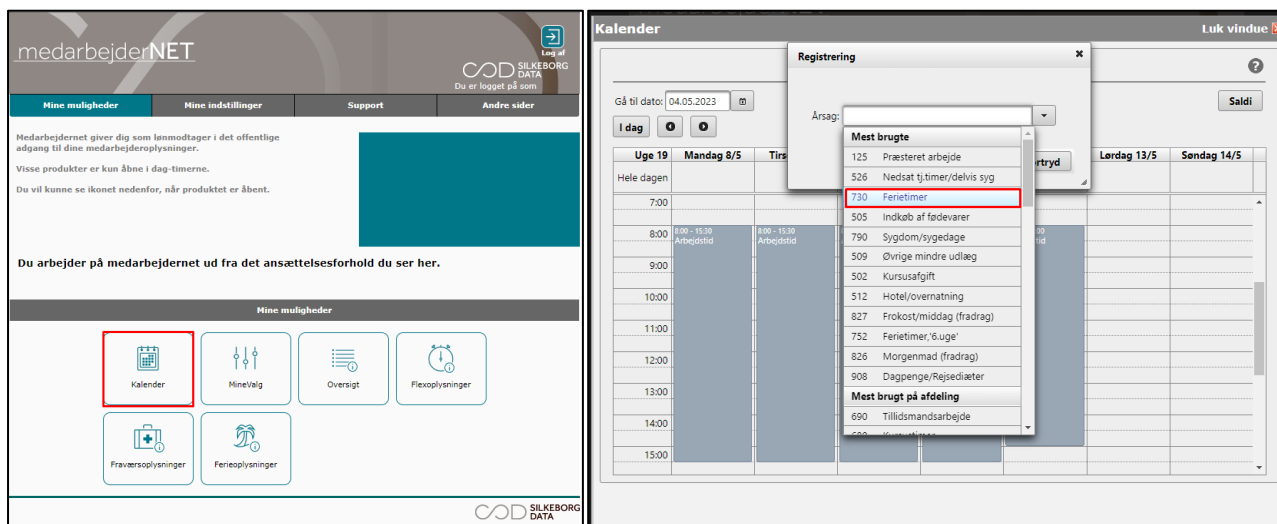 medarbejderNET
Log af
SILKEBORG
DATA
Du er logget på som
Mine muligheder
Mine indstillinger
Support
Andre sider
Medarbejdernet giver dig som lønmodtager i det offentlige
adgang til dine medarbejderoplysninger.
Visse produkter er kun åbne i dag-timerne.
Du vil kunne se ikonet nedenfor, når produktet er åbent.
Du arbejder på medarbejdernet ud fra det ansættelsesforhold du ser her.
Mine muligheder
Kalender
MineValg
Oversigt
Flexoplysninger
Fraværsoplysninger
Ferieoplysninger
SILKEBORG
DATA
Kalender
Luk vindue
Gå til dato: 04.05.2023
Saldi
I dag
Uge 19
Mandag 8/5
Tirs
Lørdag 13/5
Søndag 14/5
Hele dagen
7:00
8:00
9:00
10:00
11:00
12:00
13:00
14:00
15:00
8:00 - 15:30
Arbejdstid
8:00 - 15:30
Arbejdstid
Registrering
Årsag:
rtryd
Mest brugte
125 Præsteret arbejde
526 Nedsat tj.timer/delvis syg
730 Ferietimer
505 Indkøb af fødevarer
790 Sygdom/sygedage
509 Øvrige mindre udlæg
502 Kursusafgift
512 Hotel/overnatning
827 Frokost/middag (fradrag)
752 Ferietimer,'6.uge'
826 Morgenmad (fradrag)
908 Dagpenge/Rejsediæter
Mest brugt på afdeling
690 Tillidsmandsarbejde